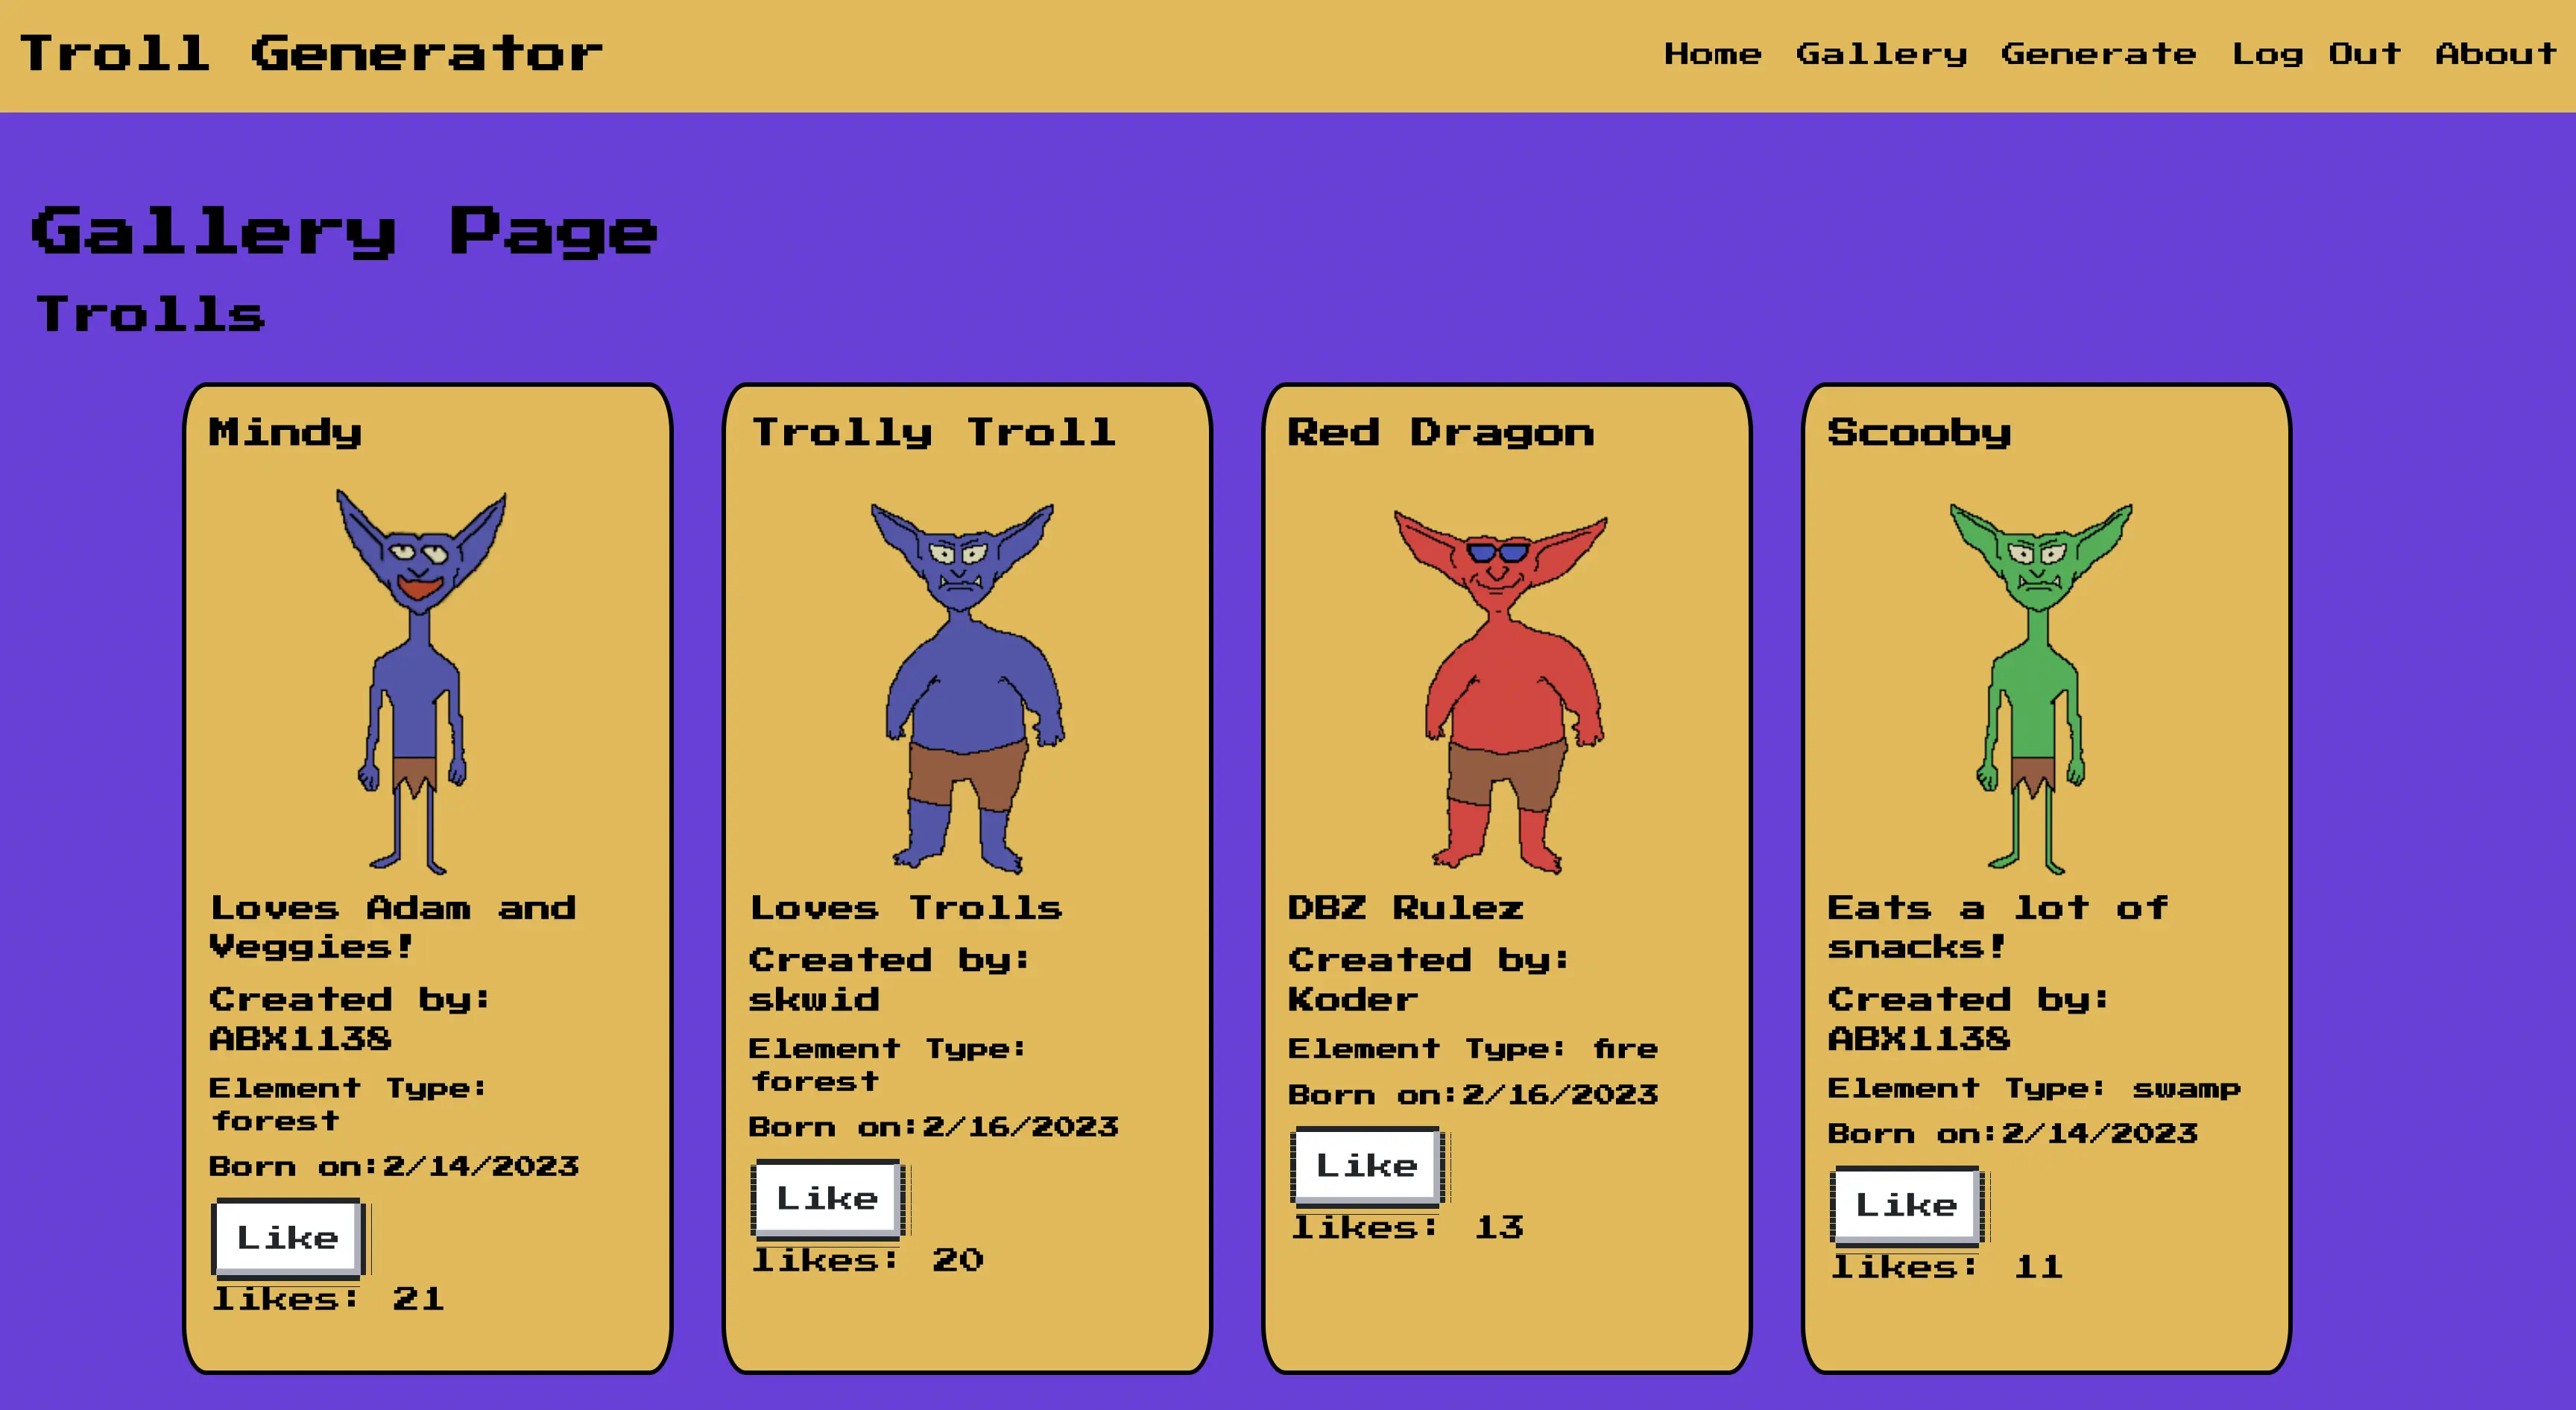 Troll Generator
Home Gallery Generate Log Out About
Gallery Page
Trolls
Mindy
Loves Adam and
Veggies!
Created by:
ABX1138
Element Type:
forest
Born on:2/14/2023
Like
likes: 21
Trolly Troll
Loves Trolls
Created by:
skwid
Element Type:
forest
Born on:2/16/2023
Like
likes: 20
Red Dragon
DBZ Rulez
Created by:
Koder
Element Type: fire
Born on:2/16/2023
Like
likes: 13
Scooby
Eats a lot of
snacks!
Created by:
ABX1138
Element Type: swamp
Born on:2/14/2023
Like
likes: 11